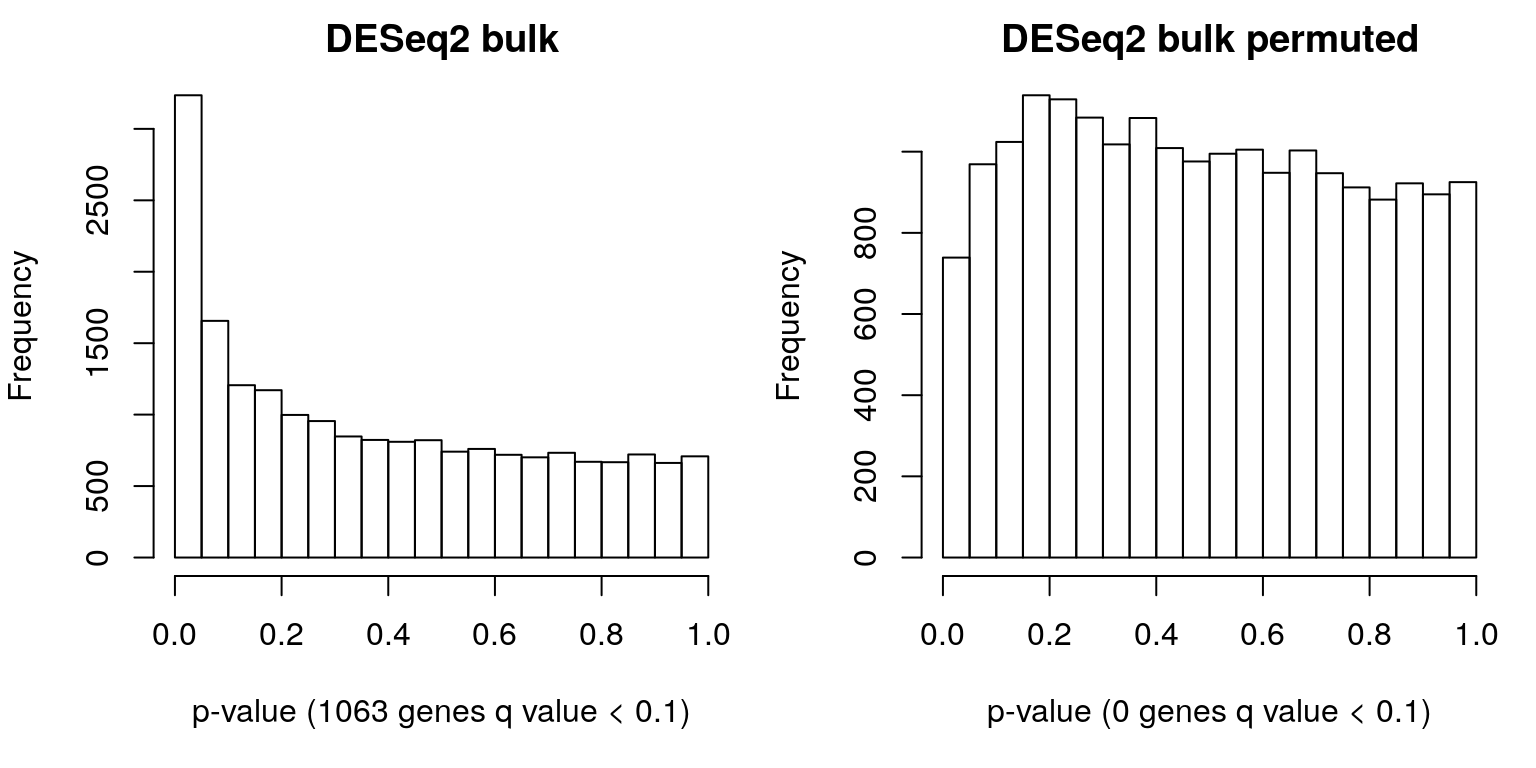 DESeq2 bulk
Frequency
2500
1500
500
0
0.0 0.2 0.4 0.6 0.8 1.0
p-value (1063 genes q value < 0.1)
DESeq2 bulk permuted
Frequency
800
600
400
200
0
0.0 0.2 0.4 0.6 0.8 1.0
p-value (0 genes q value < 0.1)